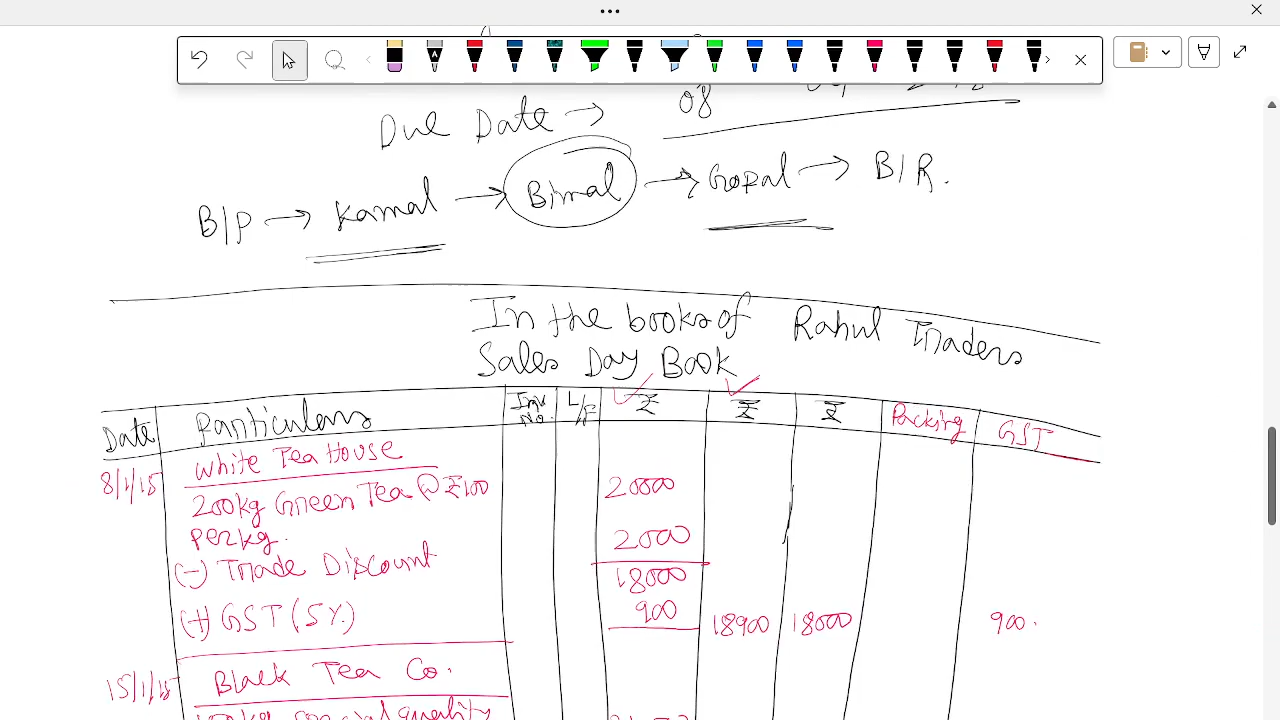 Due Date → 08
B/P → Kamal → Bimal → Gopal → B/R.
In the books of Rahul Traders
Sales Day Book
Date Particulars Inv No. L/F ₹ ₹ ₹ Packing GST
8/1/15 White Tea House
200kg Green Tea @ ₹100 20000
per kg. 2000
(-) Trade Discount 18000
(+) GST (5%) 900 18900 18000 900.
15/1/15 Black Tea Co.
special quality